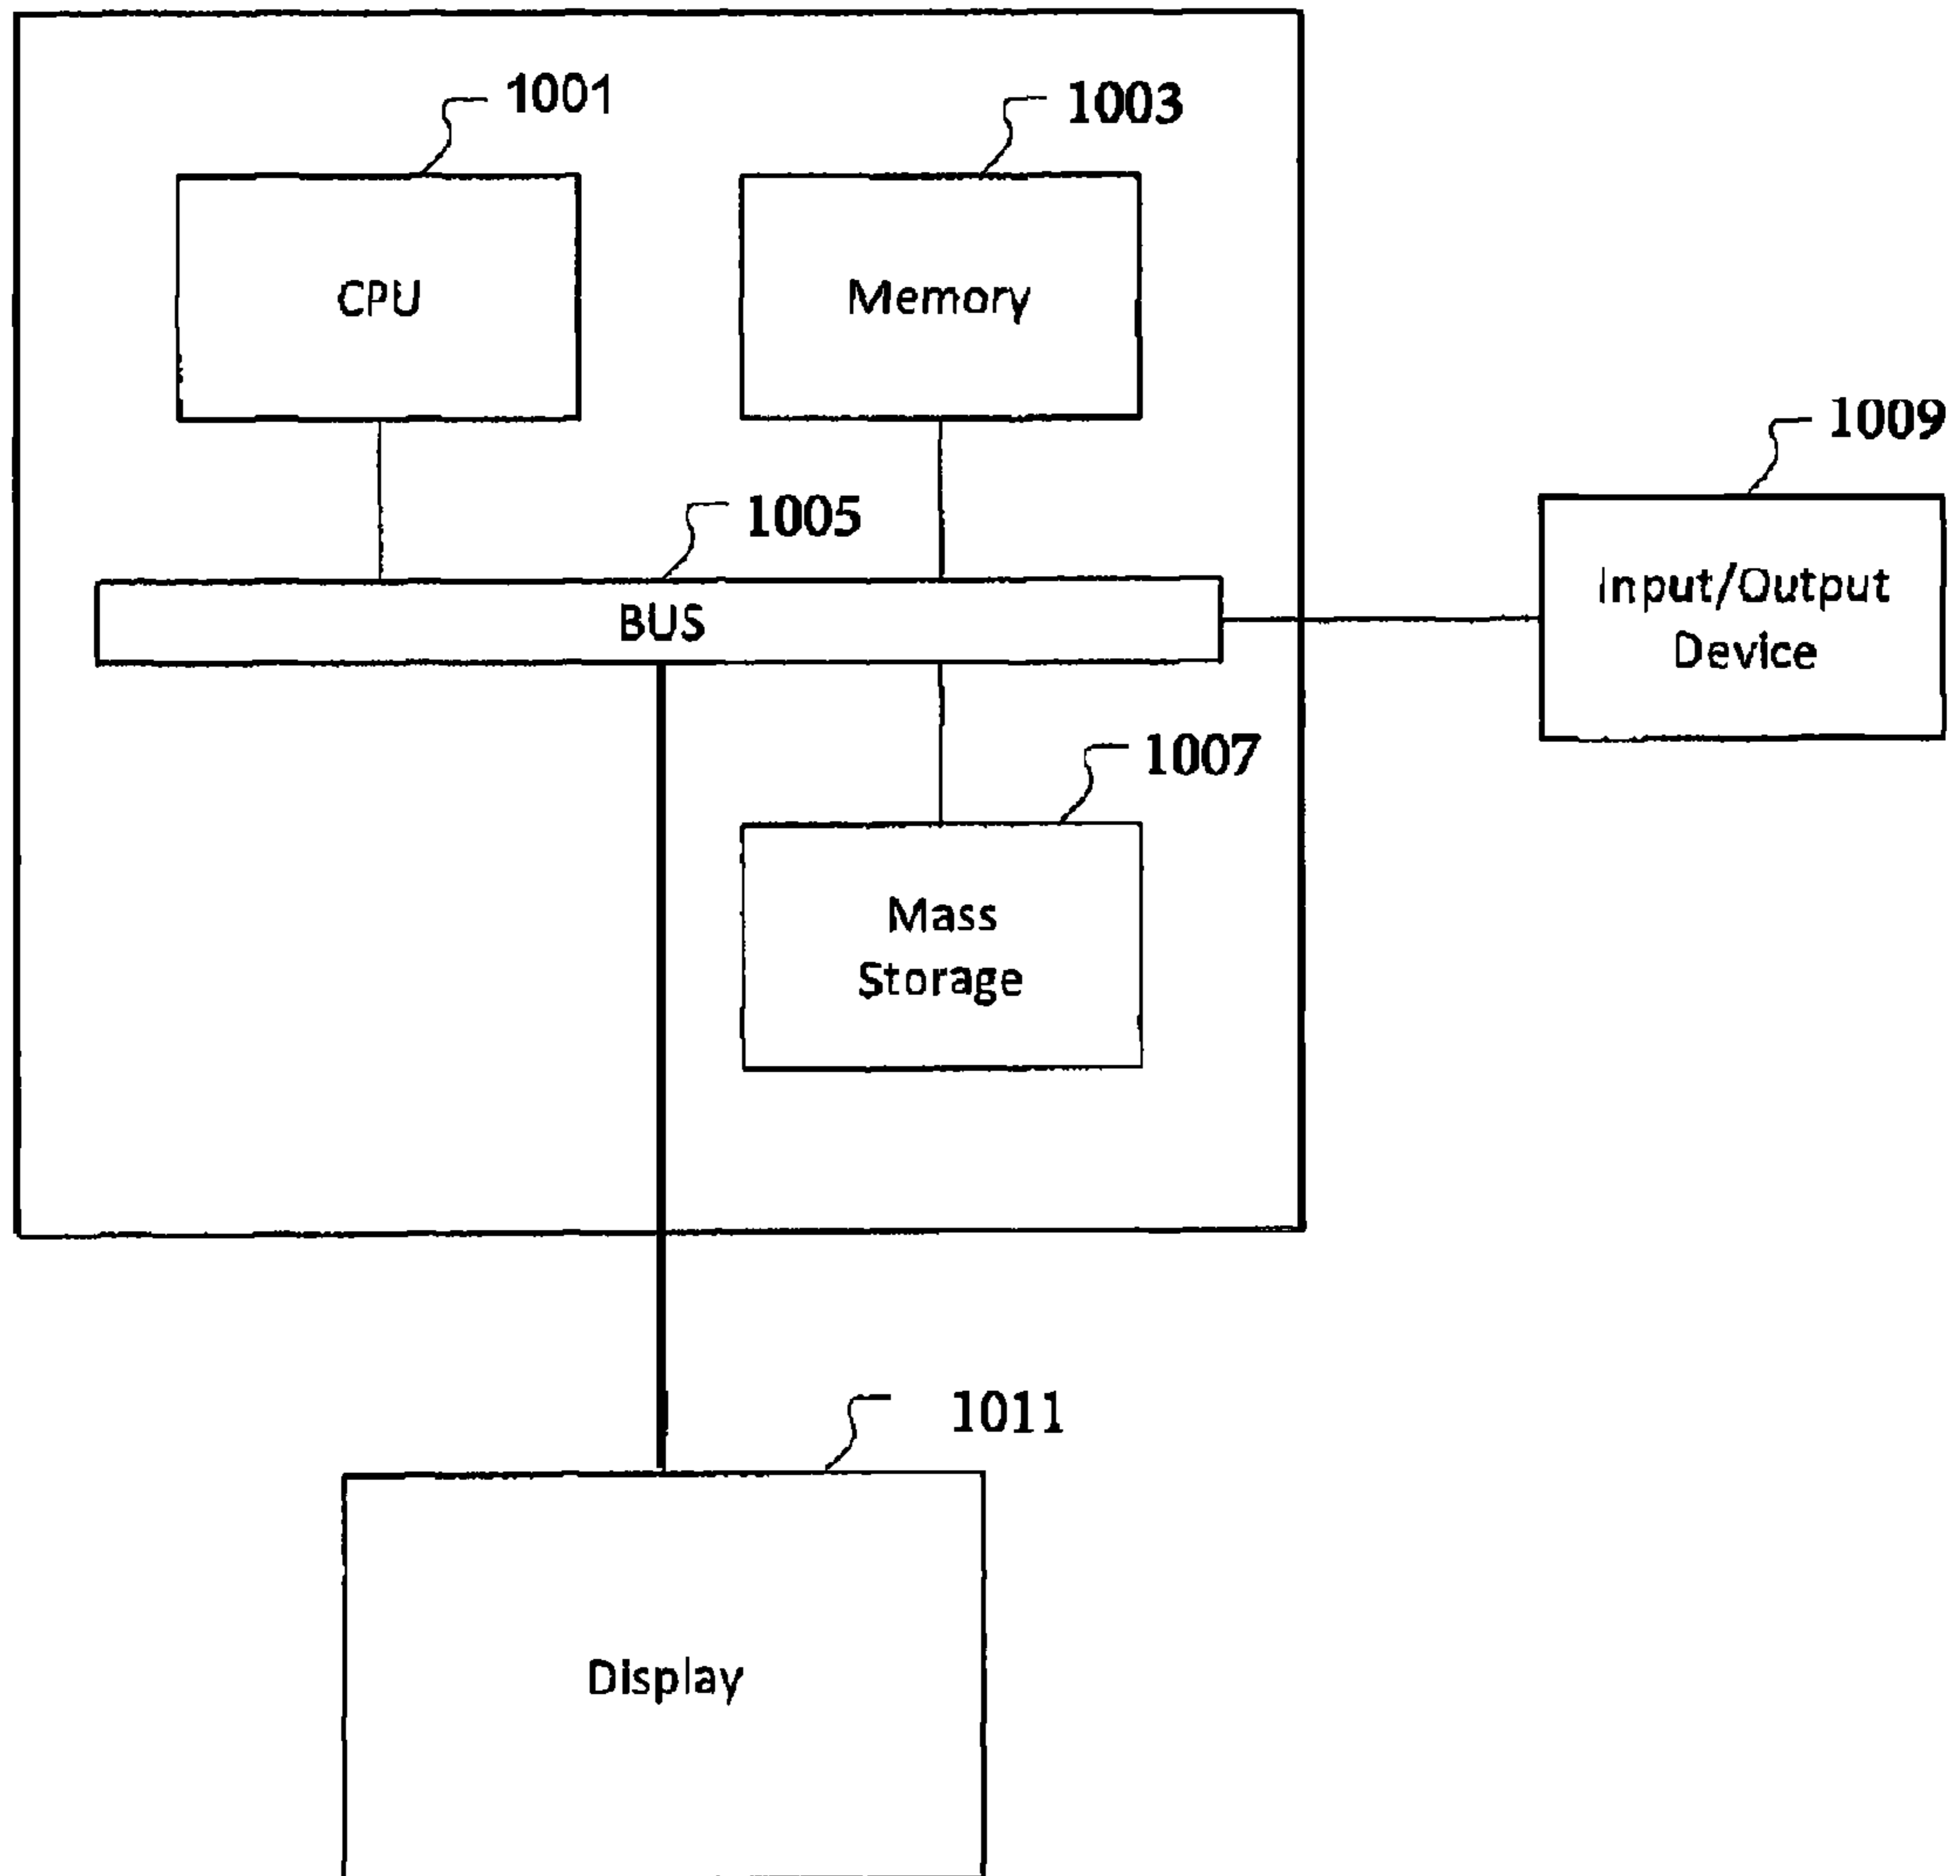 1001
1003
CPU
Memory
1009
1005
Input/Output
Device
BUS
1007
Mass
Storage
1011
Display